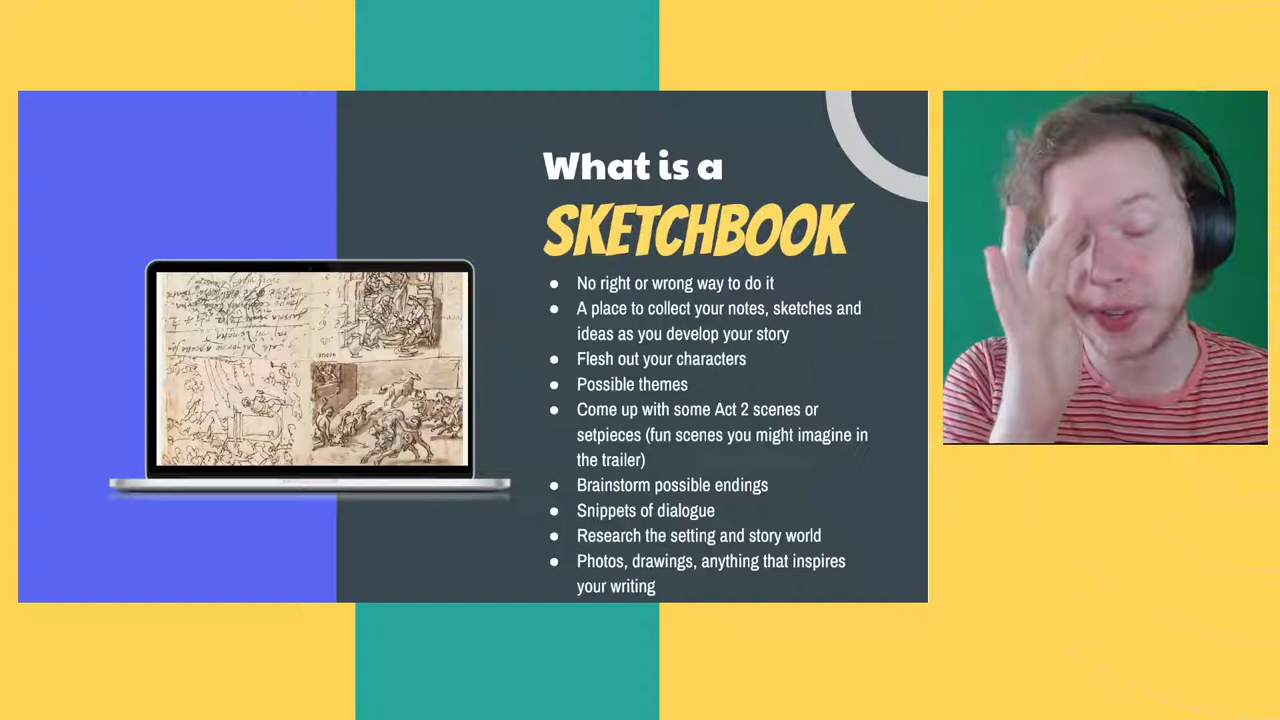 What is a
SKETCHBOOK
● No right or wrong way to do it
● A place to collect your notes, sketches and
ideas as you develop your story
● Flesh out your characters
● Possible themes
● Come up with some Act 2 scenes or
setpieces (fun scenes you might imagine in
the trailer)
● Brainstorm possible endings
● Snippets of dialogue
● Research the setting and story world
● Photos, drawings, anything that inspires
your writing